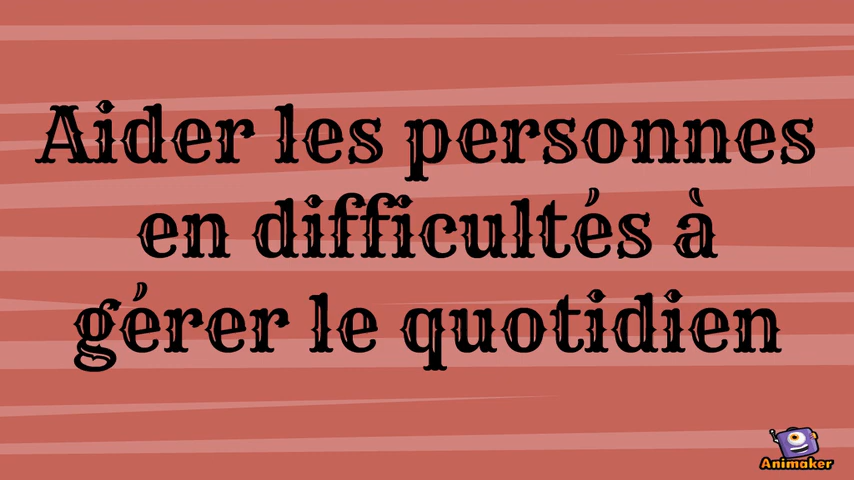 Aider les personnes
en difficultés à
gérer le quotidien
Animaker